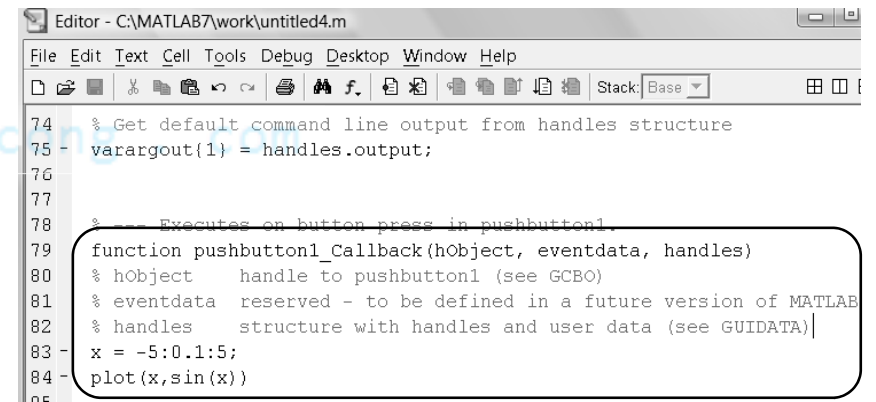 Editor - C:\MATLAB7\work\untitled4.m
File Edit Text Cell Tools Debug Desktop Window Help
Stack: Base
74 % Get default command line output from handles structure
75 - varargout{1} = handles.output;
76
77
78 % --- Executes on button press in pushbutton1.
79 function pushbutton1_Callback(hObject, eventdata, handles)
80 % hObject    handle to pushbutton1 (see GCBO)
81 % eventdata  reserved - to be defined in a future version of MATLAB
82 % handles    structure with handles and user data (see GUIDATA)
83 - x = -5:0.1:5;
84 - plot(x,sin(x))